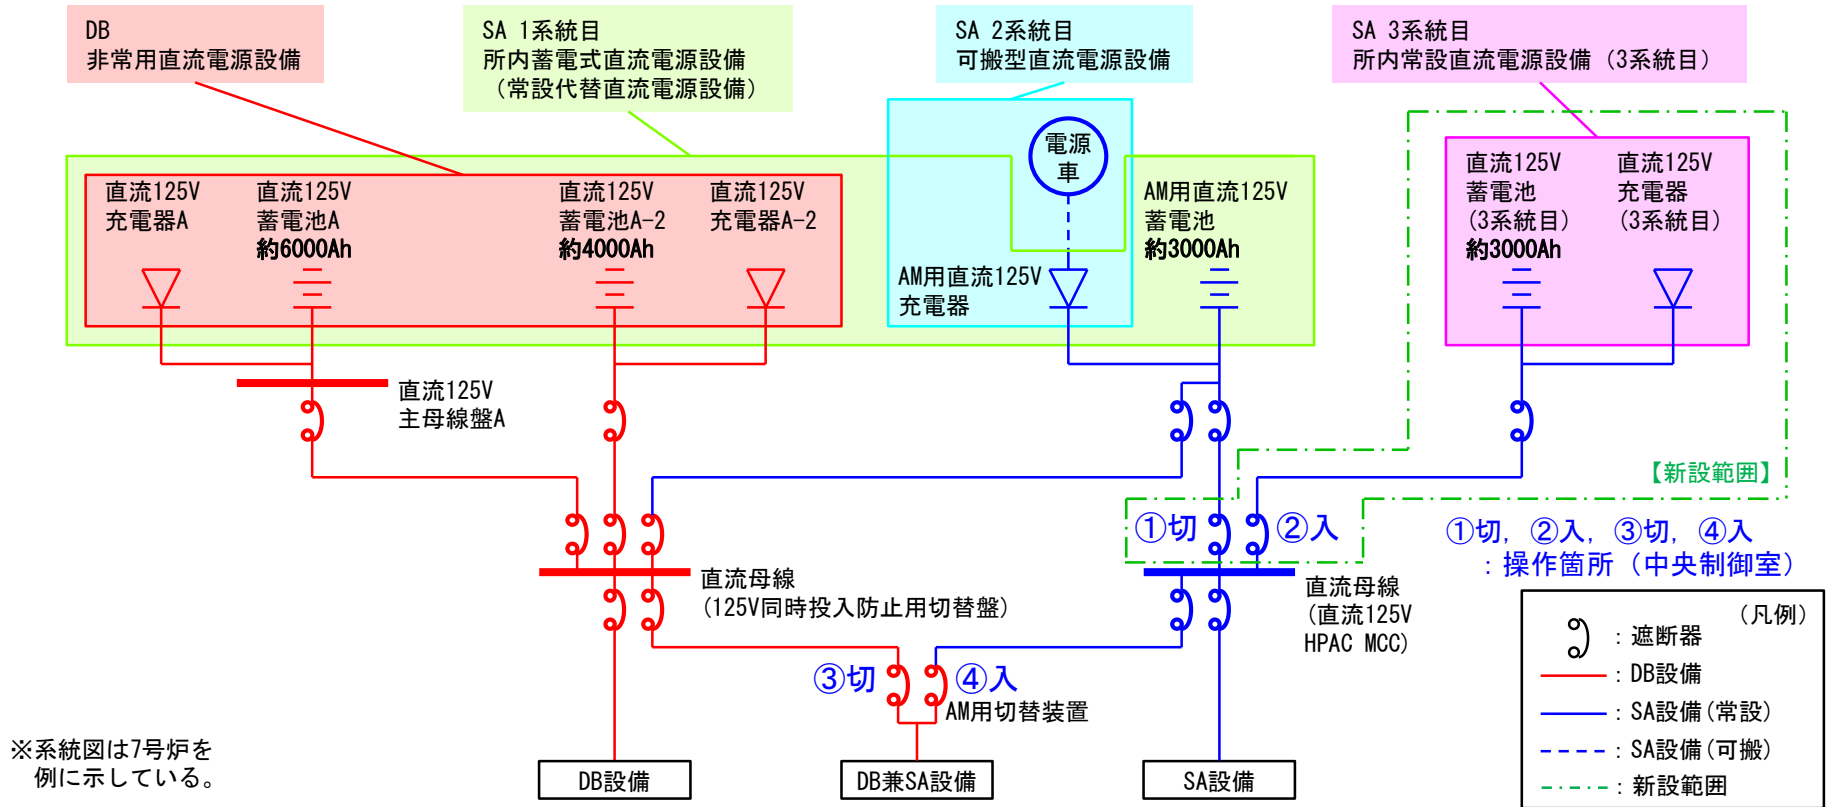 DB
非常用直流電源設備
SA 1系統目
所内蓄電式直流電源設備
（常設代替直流電源設備）
SA 2系統目
可搬型直流電源設備
SA 3系統目
所内常設直流電源設備（3系統目）
直流125V
充電器A
直流125V
蓄電池A
約6000Ah
直流125V
蓄電池A-2
約4000Ah
直流125V
充電器A-2
電源
車
AM用直流125V
充電器
AM用直流125V
蓄電池
約3000Ah
直流125V
蓄電池
(3系統目)
約3000Ah
直流125V
充電器
(3系統目)
直流125V
主母線盤A
【新設範囲】
①切
②入
①切, ②入, ③切, ④入
：操作箇所（中央制御室）
直流母線
(125V同時投入防止用切替盤)
直流母線
(直流125V
HPAC MCC)
③切
④入
AM用切替装置
DB設備
DB兼SA設備
SA設備
※系統図は7号炉を
例に示している。
(凡例)
：遮断器
：DB設備
：SA設備(常設)
：SA設備(可搬)
：新設範囲